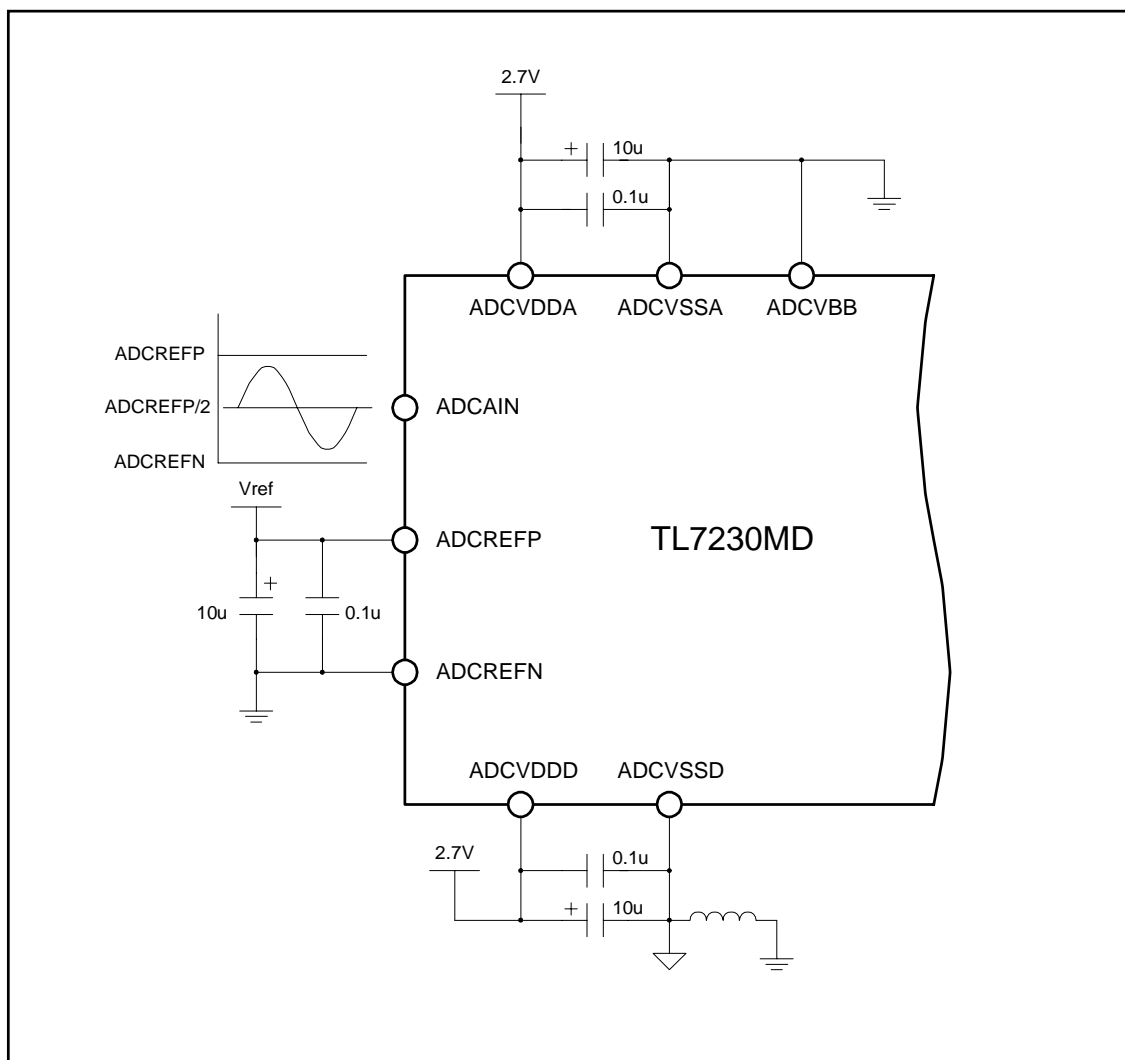 2.7V
+ 10u
0.1u
ADCVDDA ADCVSSA ADCVBB
ADCREFP
ADCREFP/2
ADCREFN
ADCAIN
Vref
ADCREFP
TL7230MD
+
10u 0.1u
ADCREFN
ADCVDDD ADCVSSD
2.7V
0.1u
+ 10u